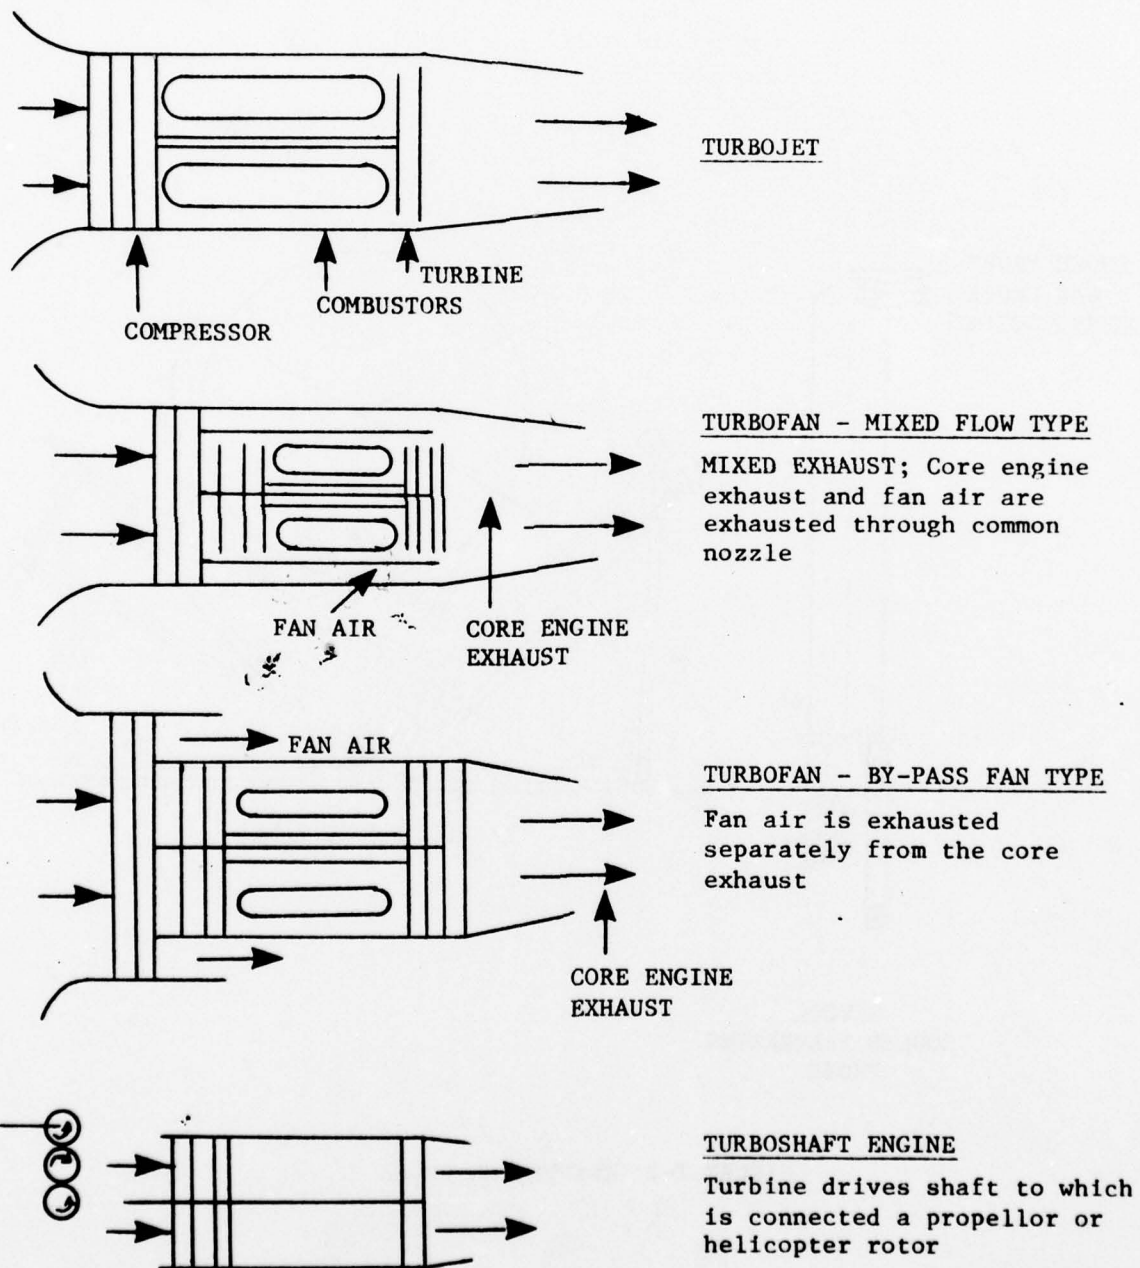 TURBOJET
TURBINE
COMBUSTORS
COMPRESSOR
TURBOFAN - MIXED FLOW TYPE
MIXED EXHAUST; Core engine
exhaust and fan air are
exhausted through common
nozzle
FAN AIR
CORE ENGINE
EXHAUST
FAN AIR
TURBOFAN - BY-PASS FAN TYPE
Fan air is exhausted
separately from the core
exhaust
CORE ENGINE
EXHAUST
TURBOSHAFT ENGINE
Turbine drives shaft to which
is connected a propellor or
helicopter rotor